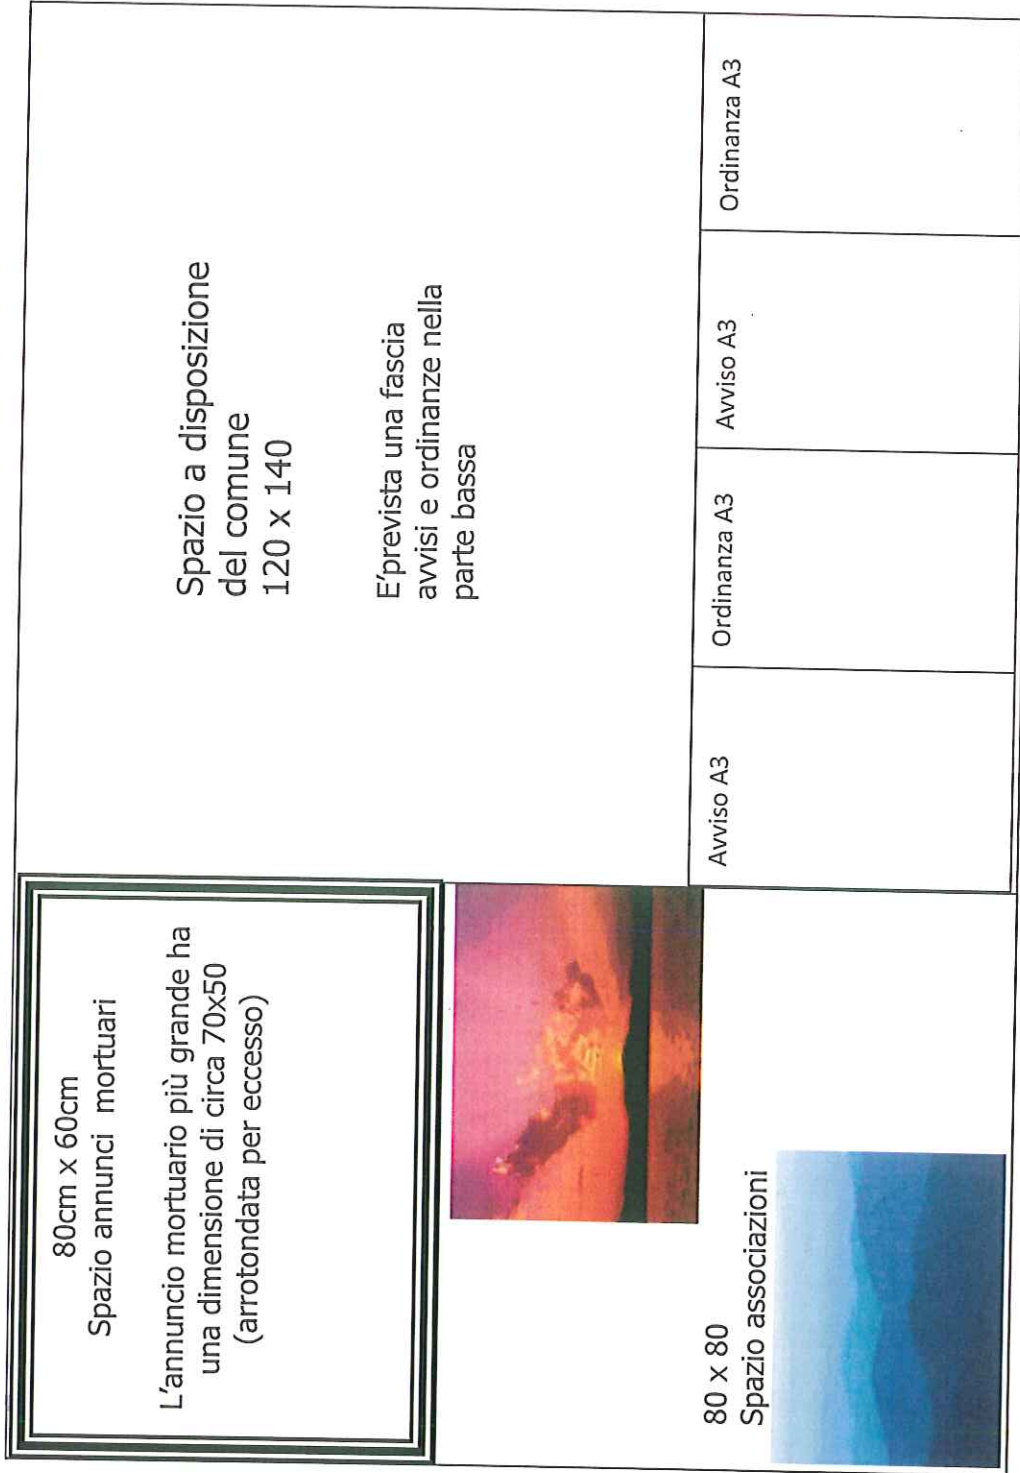 80cm x 60cm
Spazio annunci mortuari
L'annuncio mortuario più grande ha
una dimensione di circa 70x50
(arrotondata per eccesso)
Spazio a disposizione
del comune
120 x 140
E'prevista una fascia
avvisi e ordinanze nella
parte bassa
80 x 80
Spazio associazioni
Avviso A3
Ordinanza A3
Avviso A3
Ordinanza A3